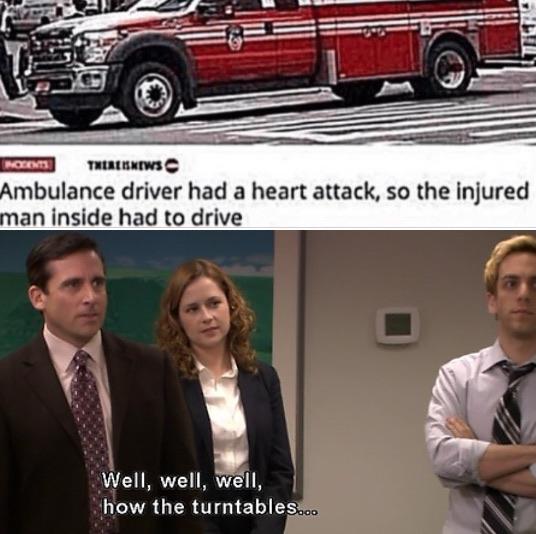 INCIDENTS THEREISNEWS
Ambulance driver had a heart attack, so the injured
man inside had to drive
Well, well, well,
how the turntables...